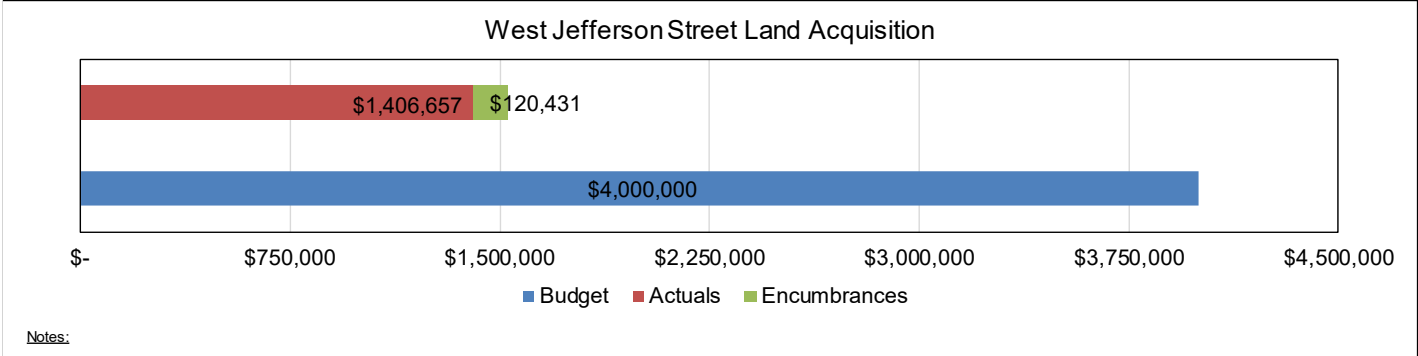 West Jefferson Street Land Acquisition
$1,406,657 $120,431
$4,000,000
$- $750,000 $1,500,000 $2,250,000 $3,000,000 $3,750,000 $4,500,000
Budget Actuals Encumbrances
Notes: